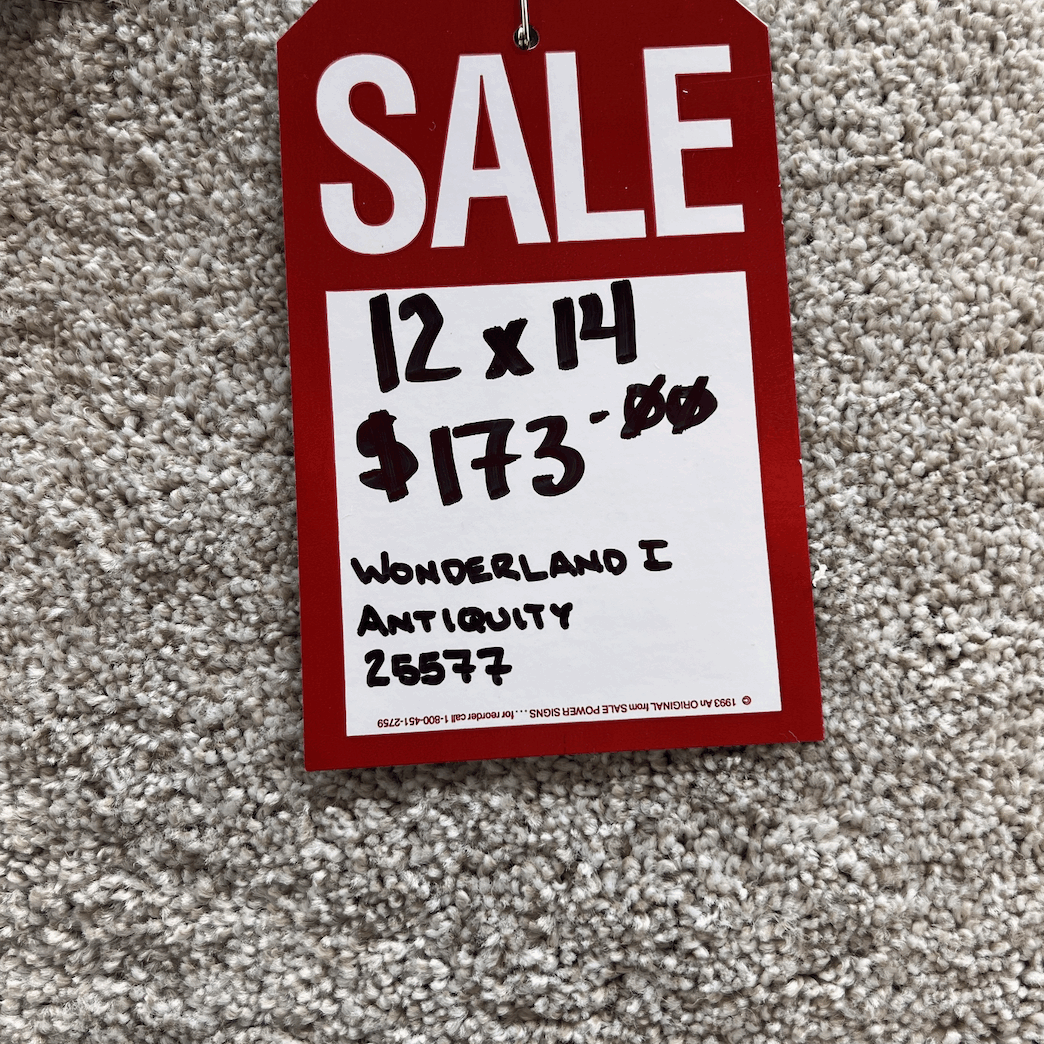 SALE
12 x 14
$173.00
WONDERLAND I
ANTIQUITY
25577
© 1993 An ORIGINAL from SALE POWER SIGNS . . . . for reorder call 1-800-451-2759